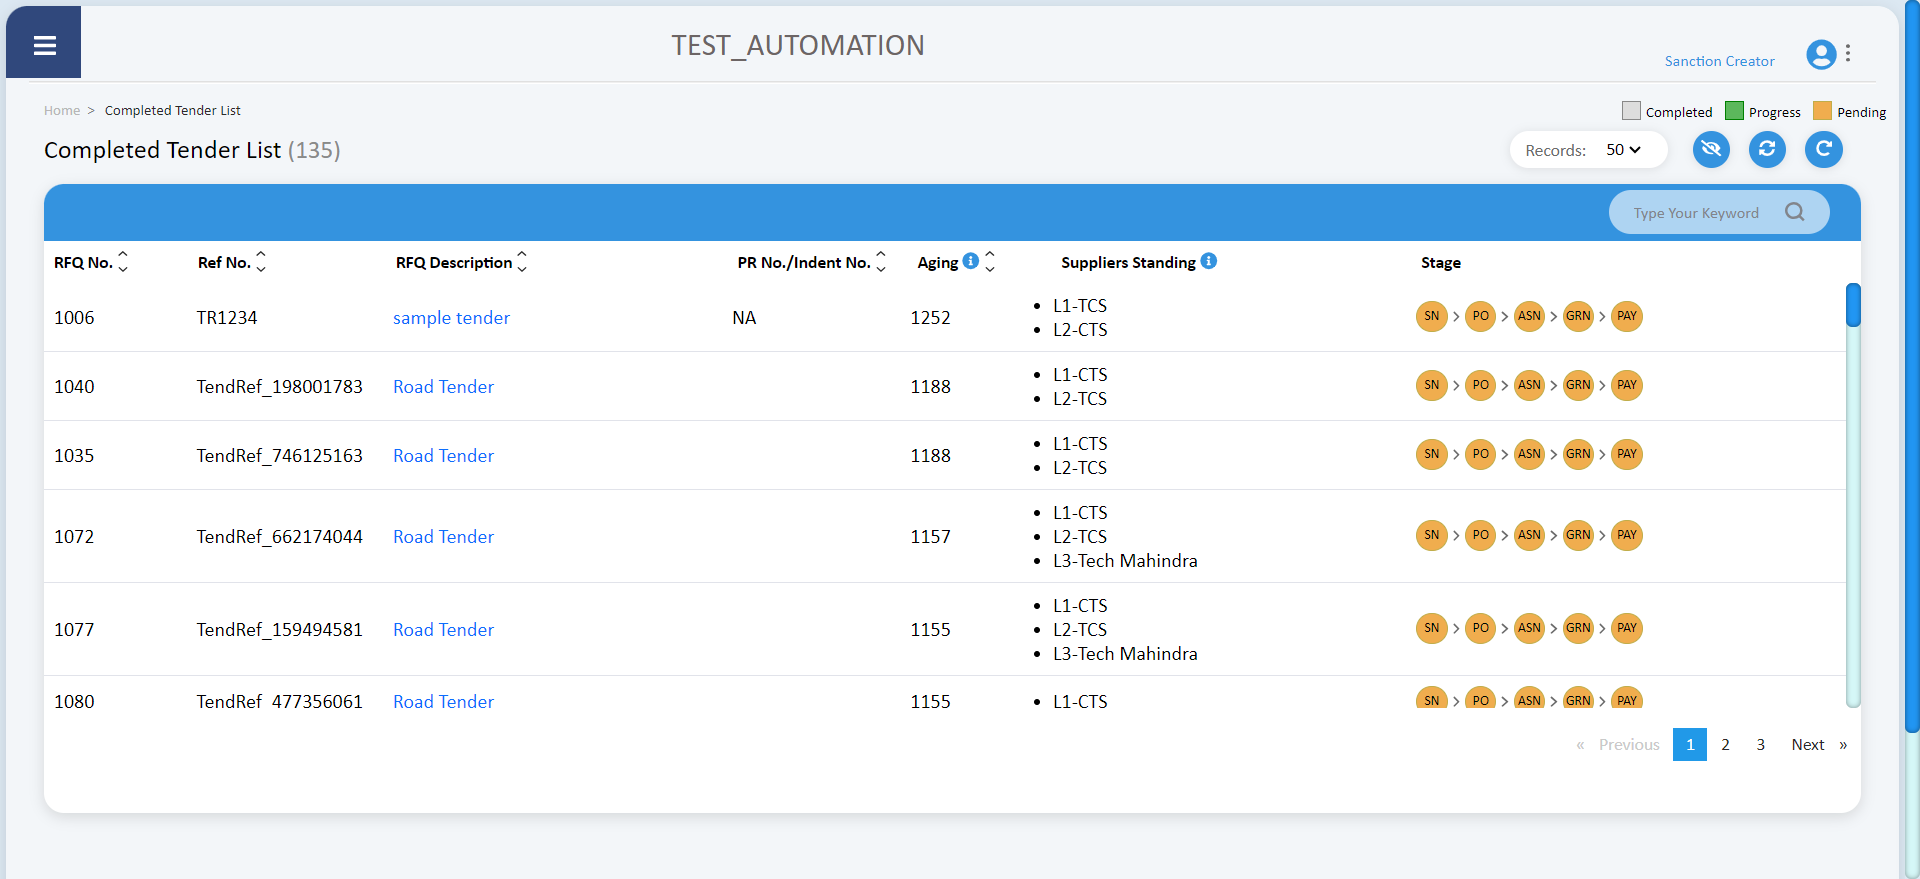 TEST_AUTOMATION
Sanction Creator
Home > Completed Tender List
Completed Progress Pending
Completed Tender List (135)
Records: 50
Type Your Keyword
RFQ No. Ref No. RFQ Description PR No./Indent No. Aging Suppliers Standing Stage
1006 TR1234 sample tender NA 1252 L1-TCS L2-CTS SN > PO > ASN > GRN > PAY
1040 TendRef_198001783 Road Tender 1188 L1-CTS L2-TCS SN > PO > ASN > GRN > PAY
1035 TendRef_746125163 Road Tender 1188 L1-CTS L2-TCS SN > PO > ASN > GRN > PAY
1072 TendRef_662174044 Road Tender 1157 L1-CTS L2-TCS L3-Tech Mahindra SN > PO > ASN > GRN > PAY
1077 TendRef_159494581 Road Tender 1155 L1-CTS L2-TCS L3-Tech Mahindra SN > PO > ASN > GRN > PAY
1080 TendRef_477356061 Road Tender 1155 L1-CTS SN > PO > ASN > GRN > PAY
« Previous 1 2 3 Next »